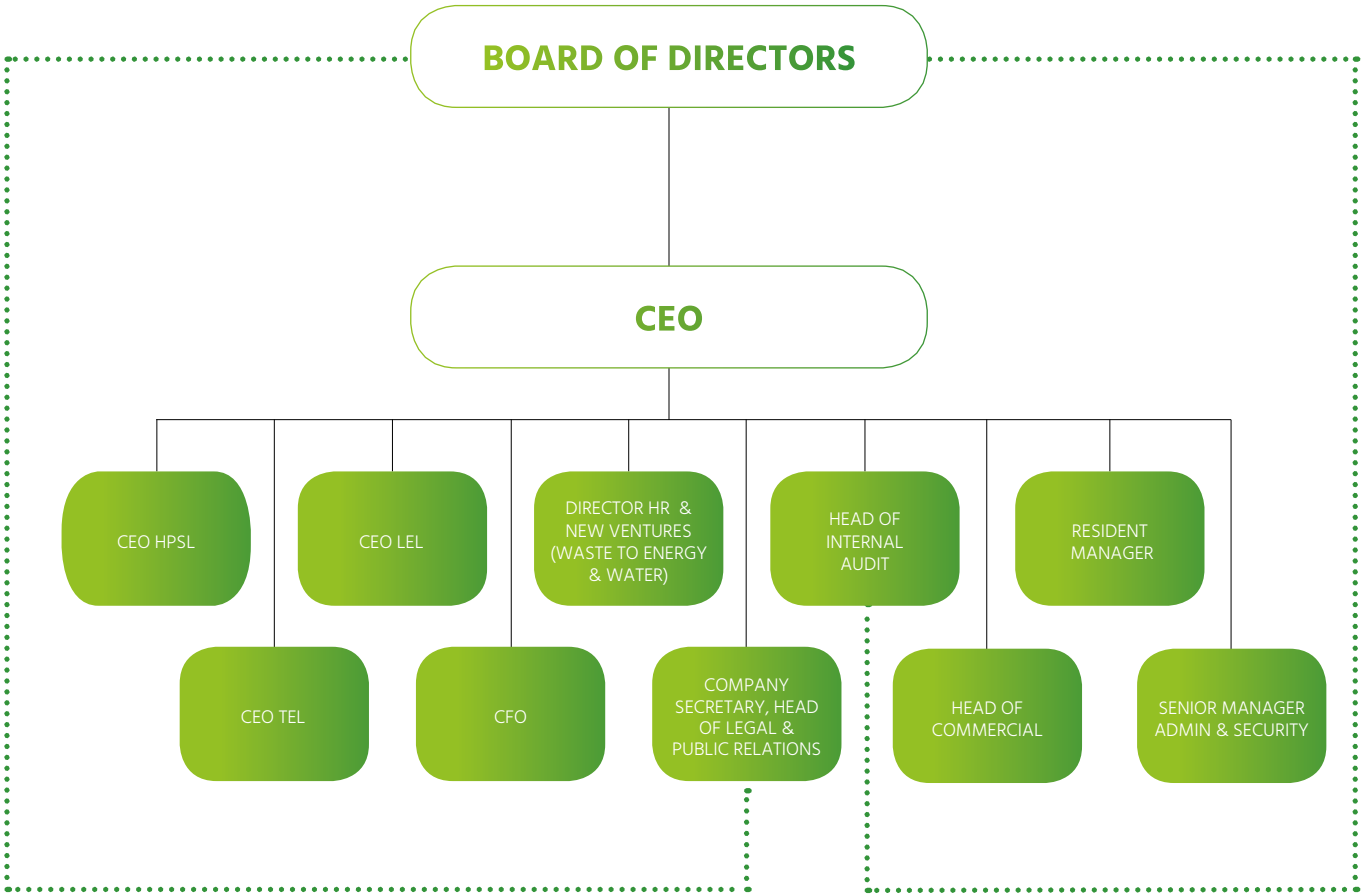 BOARD OF DIRECTORS
CEO
CEO HPSL
CEO LEL
DIRECTOR HR &
NEW VENTURES
(WASTE TO ENERGY
& WATER)
HEAD OF
INTERNAL
AUDIT
RESIDENT
MANAGER
CEO TEL
CFO
COMPANY
SECRETARY, HEAD
OF LEGAL &
PUBLIC RELATIONS
HEAD OF
COMMERCIAL
SENIOR MANAGER
ADMIN & SECURITY